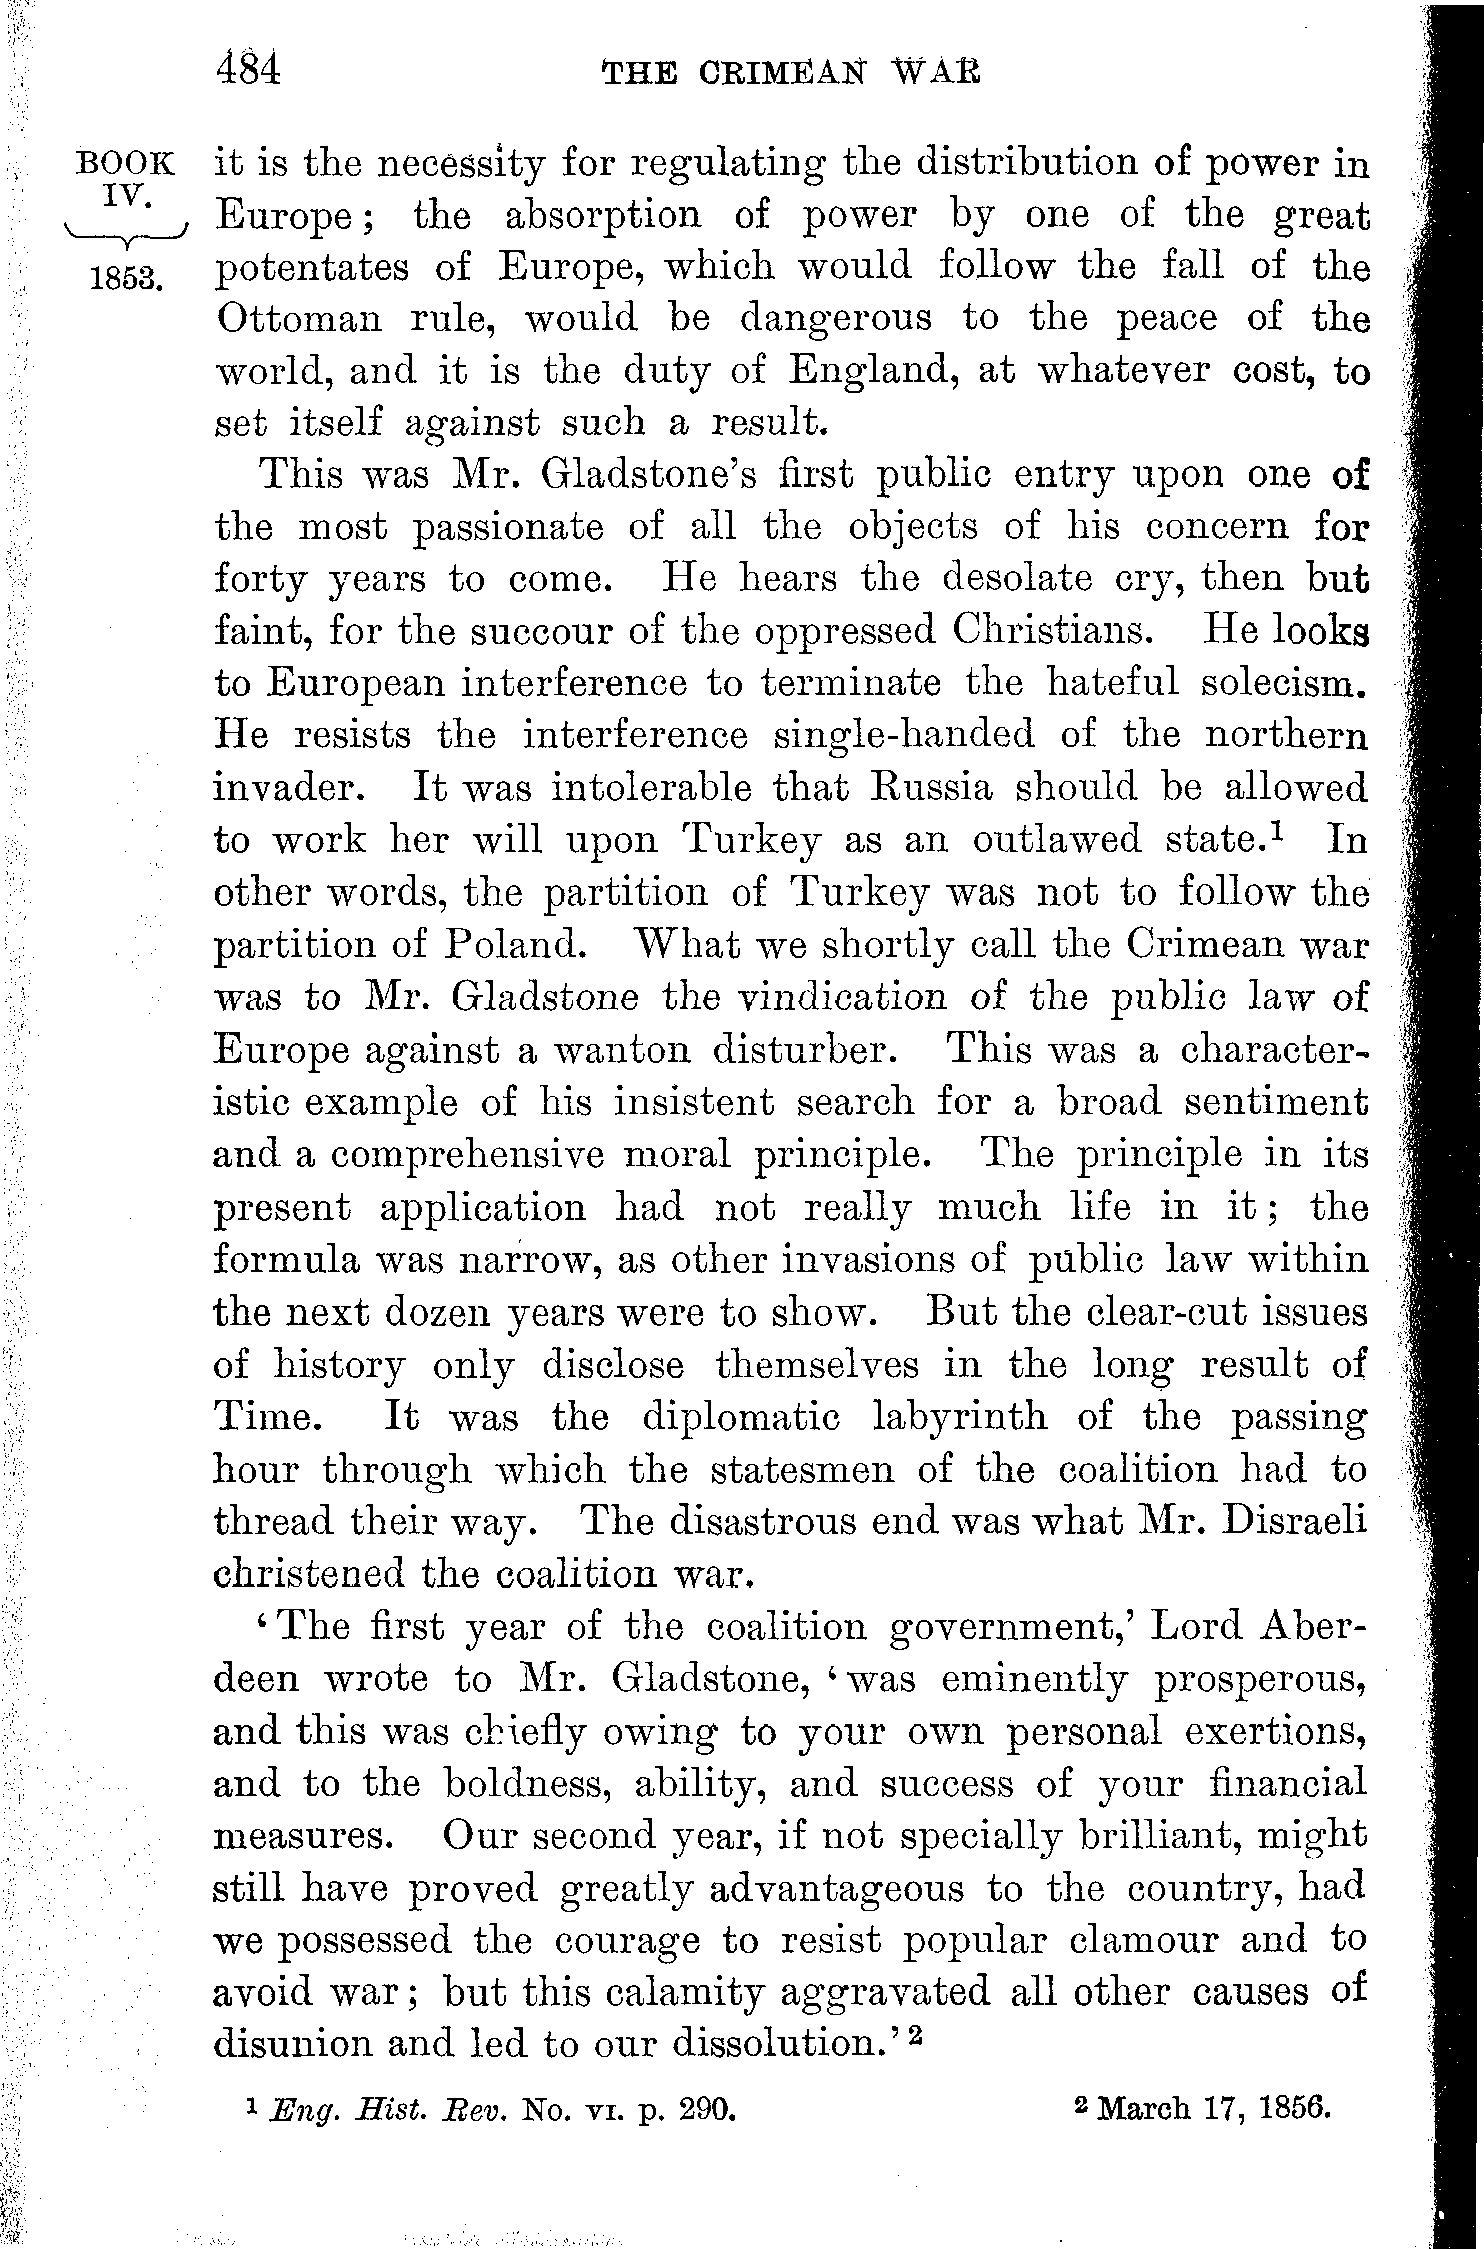 484 THE CRIMEAN WAR
BOOK
IV.
1853.
it is the necessity for regulating the distribution of power in
Europe; the absorption of power by one of the great
potentates of Europe, which would follow the fall of the
Ottoman rule, would be dangerous to the peace of the
world, and it is the duty of England, at whatever cost, to
set itself against such a result.
This was Mr. Gladstone's first public entry upon one of
the most passionate of all the objects of his concern for
forty years to come. He hears the desolate cry, then but
faint, for the succour of the oppressed Christians. He looks
to European interference to terminate the hateful solecism.
He resists the interference single-handed of the northern
invader. It was intolerable that Russia should be allowed
to work her will upon Turkey as an outlawed state.¹ In
other words, the partition of Turkey was not to follow the
partition of Poland. What we shortly call the Crimean war
was to Mr. Gladstone the vindication of the public law of
Europe against a wanton disturber. This was a character-
istic example of his insistent search for a broad sentiment
and a comprehensive moral principle. The principle in its
present application had not really much life in it; the
formula was narrow, as other invasions of public law within
the next dozen years were to show. But the clear-cut issues
of history only disclose themselves in the long result of
Time. It was the diplomatic labyrinth of the passing
hour through which the statesmen of the coalition had to
thread their way. The disastrous end was what Mr. Disraeli
christened the coalition war.
‘The first year of the coalition government,’ Lord Aber-
deen wrote to Mr. Gladstone, ‘was eminently prosperous,
and this was chiefly owing to your own personal exertions,
and to the boldness, ability, and success of your financial
measures. Our second year, if not specially brilliant, might
still have proved greatly advantageous to the country, had
we possessed the courage to resist popular clamour and to
avoid war; but this calamity aggravated all other causes of
disunion and led to our dissolution.’²
¹ Eng. Hist. Rev. No. VI. p. 290. ² March 17, 1856.